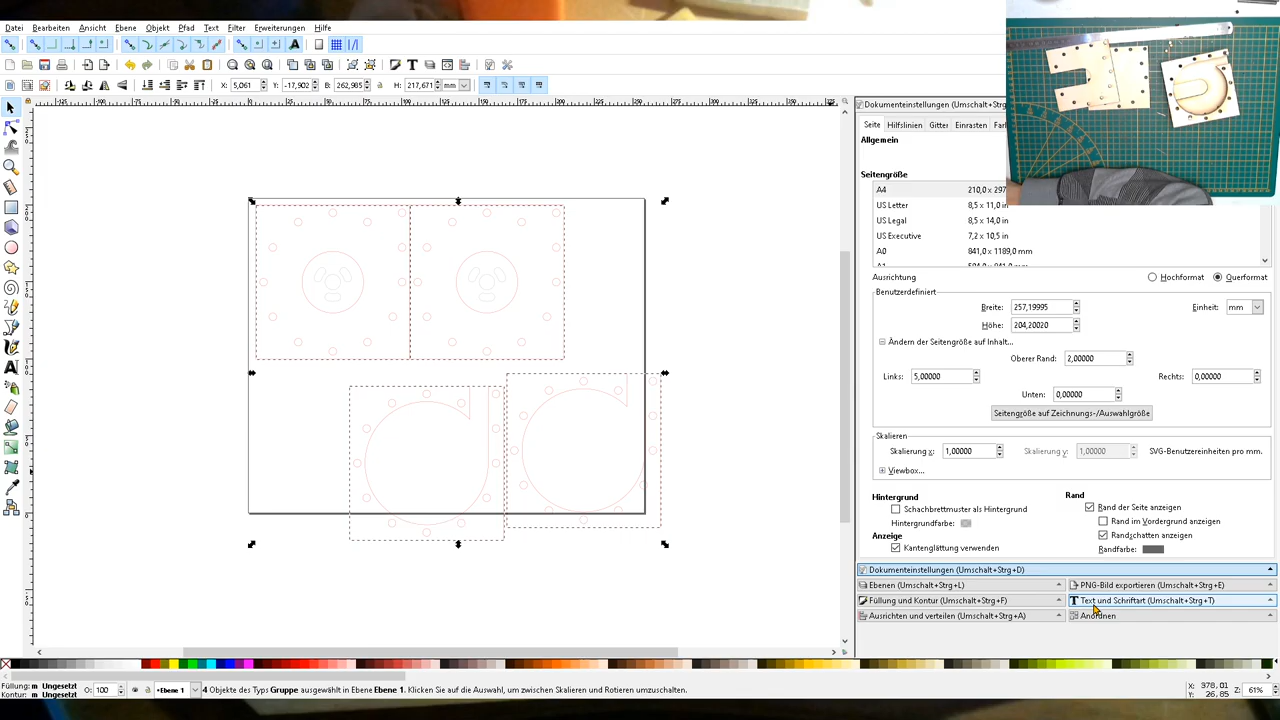 Datei Bearbeiten Ansicht Ebene Objekt Pfad Text Filter Erweiterungen Hilfe
X: 5,061 Y: -17,902 B: 262,985 H: 217,671 mm
Dokumenteinstellungen (Umschalt+Strg+
Seite Hilfslinien Gitter Einrasten Far
Allgemein
Seitengröße
A4 210,0 x 297
US Letter 8,5 x 11,0 in
US Legal 8,5 x 14,0 in
US Executive 7,2 x 10,5 in
A0 841,0 x 1189,0 mm
Ausrichtung Hochformat Querformat
Benutzerdefiniert
Breite: 257,19995 Einheit: mm
Höhe: 204,20020
Ändern der Seitengröße auf Inhalt...
Oberer Rand: 2,00000
Links: 5,00000 Rechts: 0,00000
Unten: 0,00000
Seitengröße auf Zeichnungs-/Auswahlgröße
Skalieren
Skalierung x: 1,00000 Skalierung y: 1,00000 SVG-Benutzereinheiten pro mm.
Viewbox...
Hintergrund Rand
Schachbrettmuster als Hintergrund Rand der Seite anzeigen
Hintergrundfarbe: Rand im Vordergrund anzeigen
Anzeige Randschatten anzeigen
Kantenglättung verwenden Randfarbe:
Dokumenteinstellungen (Umschalt+Strg+D)
Ebenen (Umschalt+Strg+L) PNG-Bild exportieren (Umschalt+Strg+E)
Füllung und Kontur (Umschalt+Strg+F) Text und Schriftart (Umschalt+Strg+T)
Ausrichten und verteilen (Umschalt+Strg+A) Anordnen
Füllung: m Ungesetzt O: 100 •Ebene 1 4 Objekte des Typs Gruppe ausgewählt in Ebene Ebene 1. Klicken Sie auf die Auswahl, um zwischen Skalieren und Rotieren umzuschalten. X: 378,01 Z: 61%
Kontur: m Ungesetzt Y: 26,85